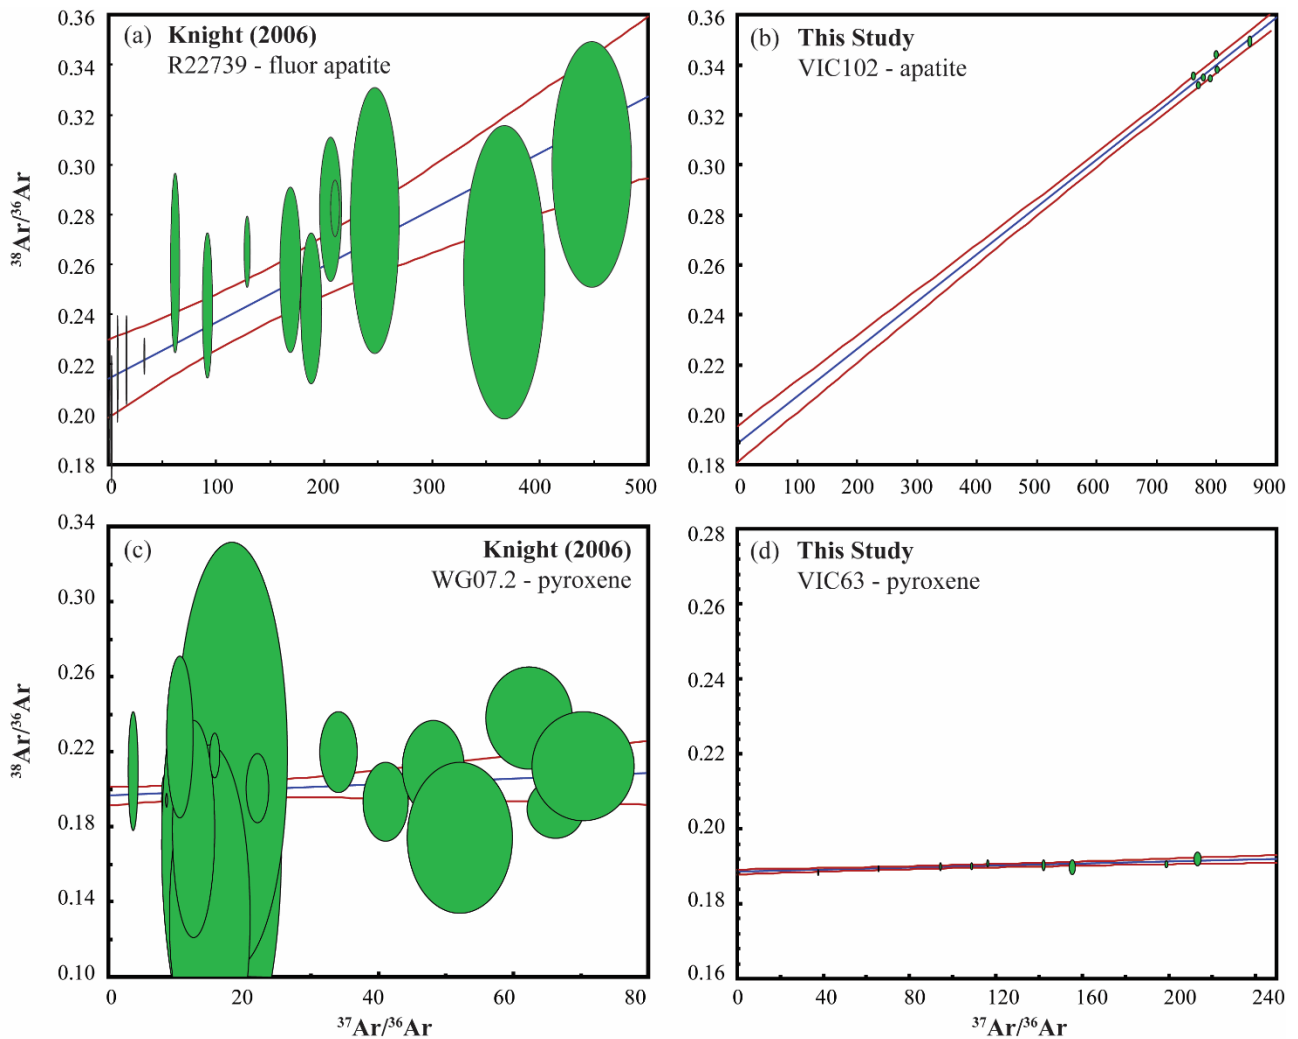 (a) Knight (2006)
R22739 - fluor apatite
0.36
0.34
0.32
0.30
0.28
0.26
0.24
0.22
0.20
0.18
³⁸Ar/³⁶Ar
0 100 200 300 400 500
(b) This Study
VIC102 - apatite
0.36
0.34
0.32
0.30
0.28
0.26
0.24
0.22
0.20
0.18
0 100 200 300 400 500 600 700 800 900
(c) Knight (2006)
WG07.2 - pyroxene
0.34
0.30
0.26
0.22
0.18
0.14
0.10
³⁸Ar/³⁶Ar
0 20 40 60 80
³⁷Ar/³⁶Ar
(d) This Study
VIC63 - pyroxene
0.28
0.26
0.24
0.22
0.20
0.18
0.16
0 40 80 120 160 200 240
³⁷Ar/³⁶Ar